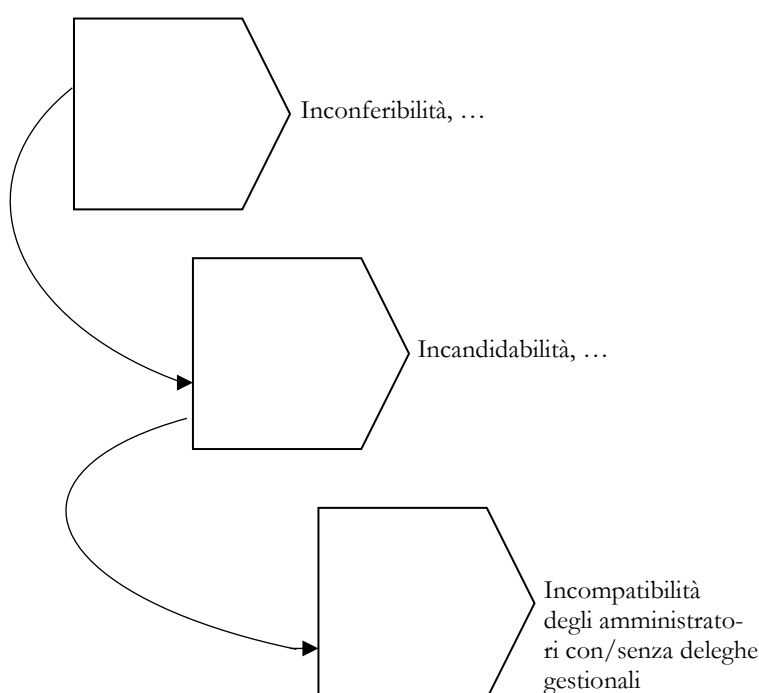 Inconferibilità, …
Incandidabilità, …
Incompatibilità
degli amministrato-
ri con/senza deleghe
gestionali